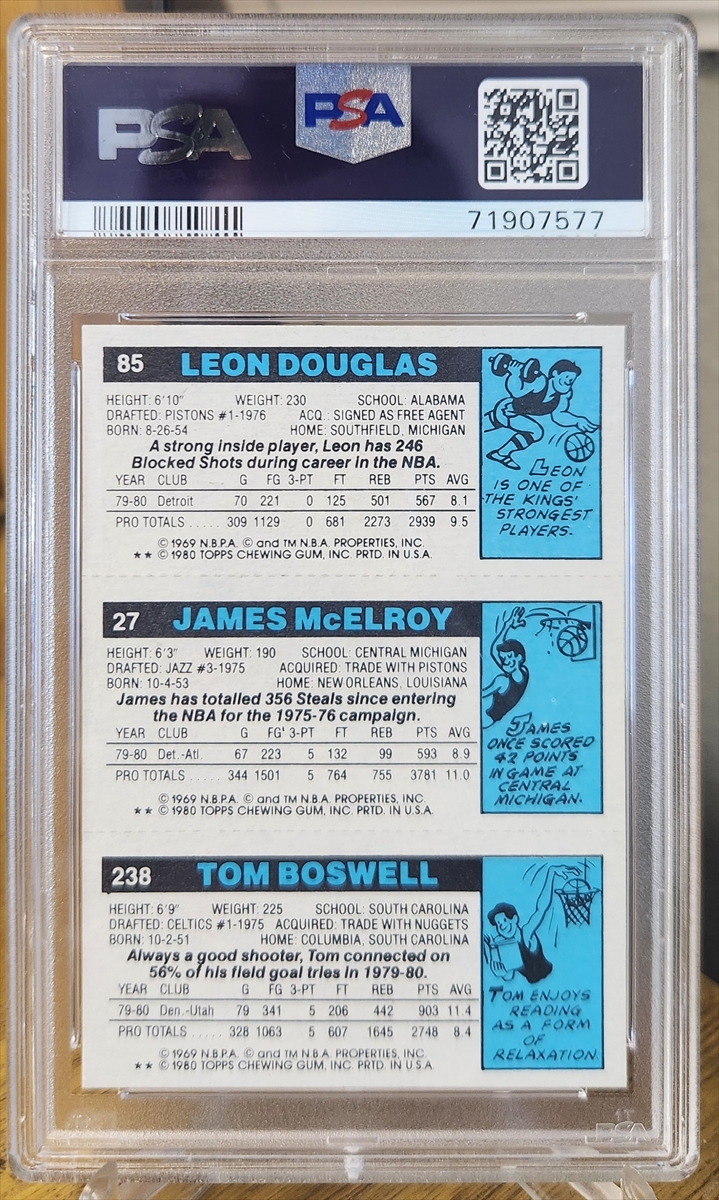 PSA
PSA
71907577
85 LEON DOUGLAS
HEIGHT: 6'10" WEIGHT: 230 SCHOOL: ALABAMA
DRAFTED: PISTONS #1-1976 ACQ.: SIGNED AS FREE AGENT
BORN: 8-26-54 HOME: SOUTHFIELD, MICHIGAN
A strong inside player, Leon has 246
Blocked Shots during career in the NBA.
YEAR CLUB G FG 3-PT FT REB PTS AVG
79-80 Detroit 70 221 0 125 501 567 8.1
PRO TOTALS ..... 309 1129 0 681 2273 2939 9.5
© 1969 N.B.P.A. © and TM N.B.A. PROPERTIES, INC.
** © 1980 TOPPS CHEWING GUM, INC. PRTD. IN U.S.A.
LEON
IS ONE OF
THE KINGS'
STRONGEST
PLAYERS.
27 JAMES McELROY
HEIGHT: 6'3" WEIGHT: 190 SCHOOL: CENTRAL MICHIGAN
DRAFTED: JAZZ #3-1975 ACQUIRED: TRADE WITH PISTONS
BORN: 10-4-53 HOME: NEW ORLEANS, LOUISIANA
James has totalled 356 Steals since entering
the NBA for the 1975-76 campaign.
YEAR CLUB G FG 3-PT FT REB PTS AVG
79-80 Det.-Atl. 67 223 5 132 99 593 8.9
PRO TOTALS ..... 344 1501 5 764 755 3781 11.0
© 1969 N.B.P.A. © and TM N.B.A. PROPERTIES, INC.
** © 1980 TOPPS CHEWING GUM, INC. PRTD. IN U.S.A.
JAMES
ONCE SCORED
42 POINTS
IN GAME AT
CENTRAL
MICHIGAN.
238 TOM BOSWELL
HEIGHT: 6'9" WEIGHT: 225 SCHOOL: SOUTH CAROLINA
DRAFTED: CELTICS #1-1975 ACQUIRED: TRADE WITH NUGGETS
BORN: 10-2-51 HOME: COLUMBIA, SOUTH CAROLINA
Always a good shooter, Tom connected on
56% of his field goal tries in 1979-80.
YEAR CLUB G FG 3-PT FT REB PTS AVG
79-80 Den.-Utah 79 341 5 206 442 903 11.4
PRO TOTALS ..... 328 1063 5 607 1645 2748 8.4
© 1969 N.B.P.A. © and TM N.B.A. PROPERTIES, INC.
** © 1980 TOPPS CHEWING GUM, INC. PRTD. IN U.S.A.
TOM ENJOYS
READING
AS A FORM
OF
RELAXATION.
PSA